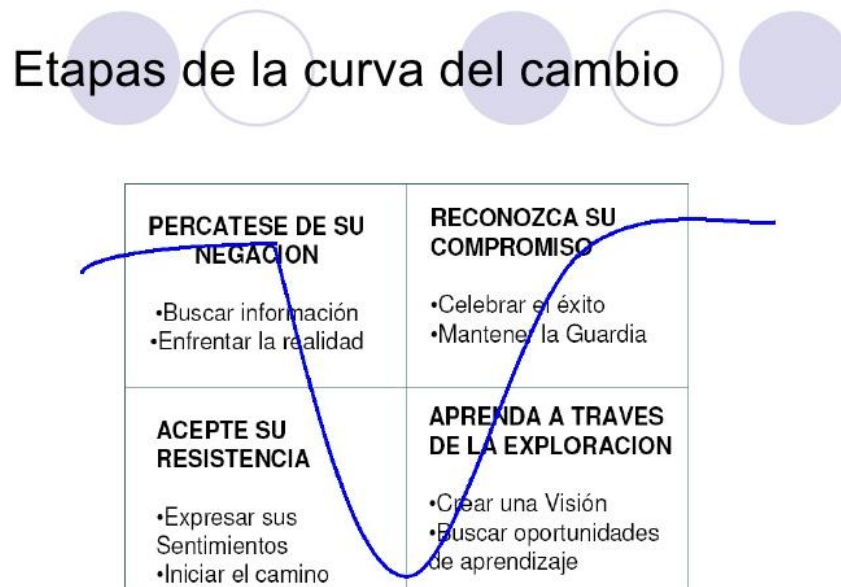 Etapas de la curva del cambio
PERCATESE DE SU
NEGACION
•Buscar información
•Enfrentar la realidad
RECONOZCA SU
COMPROMISO
•Celebrar el éxito
•Mantener la Guardia
ACEPTE SU
RESISTENCIA
•Expresar sus
Sentimientos
•Iniciar el camino
APRENDA A TRAVES
DE LA EXPLORACION
•Crear una Visión
•Buscar oportunidades
de aprendizaje